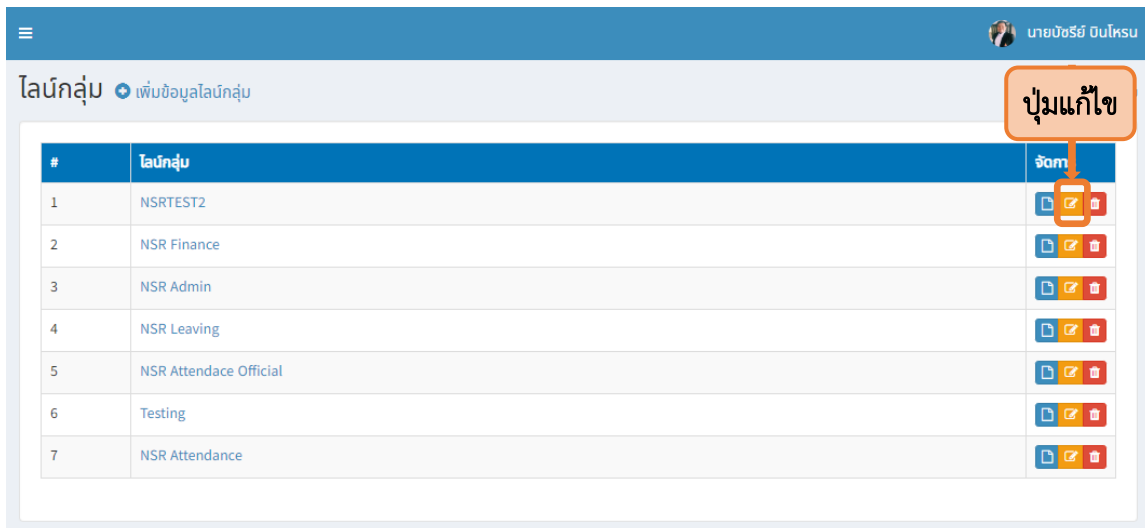 นายบัซรีย์ บินโหรน
ไลน์กลุ่ม เพิ่มข้อมูลไลน์กลุ่ม
ปุ่มแก้ไข
# ไลน์กลุ่ม
1 NSRTEST2
2 NSR Finance
3 NSR Admin
4 NSR Leaving
5 NSR Attendace Official
6 Testing
7 NSR Attendance